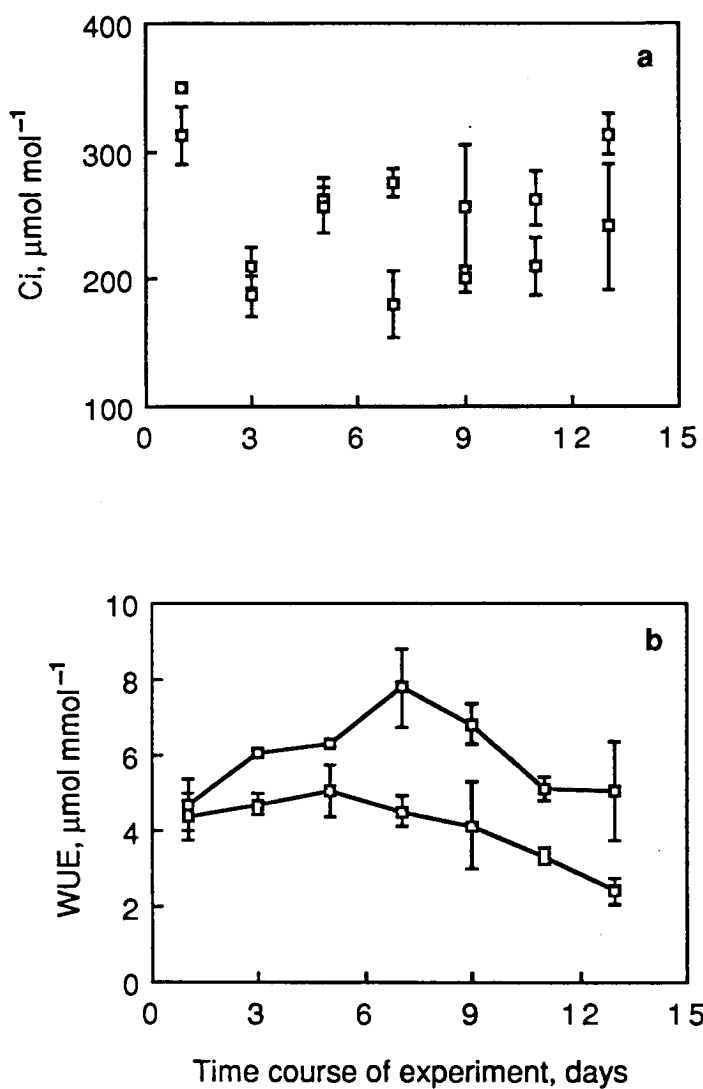 400
a
300
200
100
Ci, μmol mol⁻¹
0 3 6 9 12 15
10
b
8
6
4
2
0
WUE, μmol mmol⁻¹
0 3 6 9 12 15
Time course of experiment, days